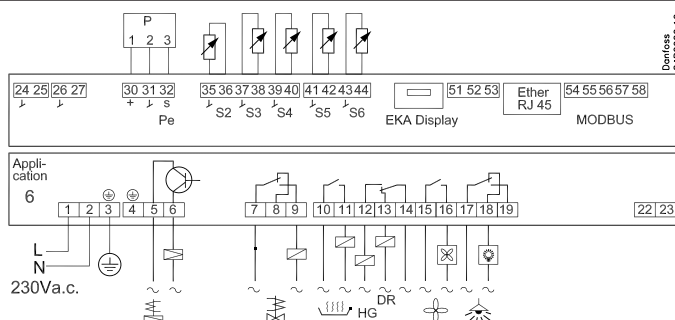 P
1 2 3
Danfoss
24 25 26 27 30 31 32 35 36 37 38 39 40 41 42 43 44 51 52 53 Ether RJ 45 54 55 56 57 58
+ s S2 S3 S4 S5 S6 EKA Display MODBUS
Pe
Appli-
cation
6
1 2 3 4 5 6 7 8 9 10 11 12 13 14 15 16 17 18 19 22 23
L
N
230Va.c.
DR
HG